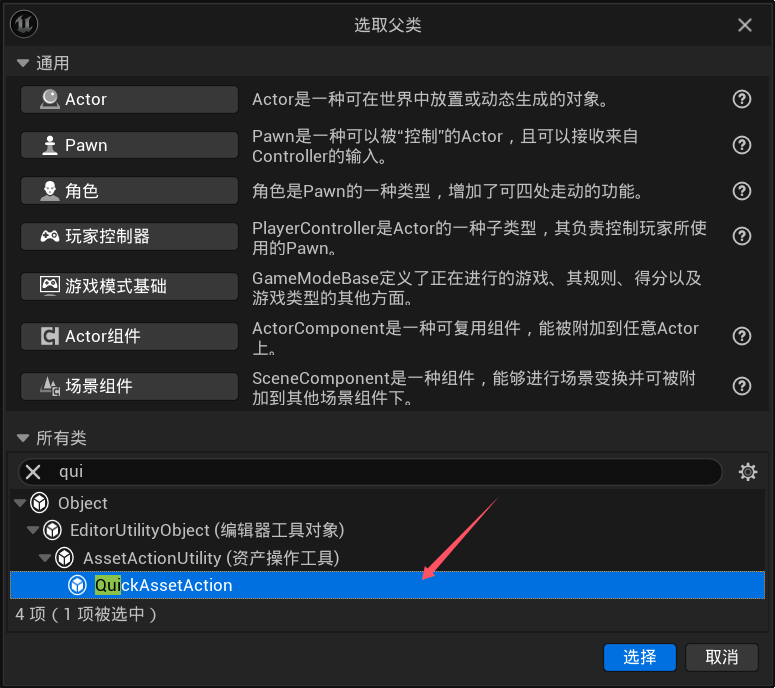 选取父类
通用
Actor
Actor是一种可在世界中放置或动态生成的对象。
Pawn
Pawn是一种可以被“控制”的Actor，且可以接收来自
Controller的输入。
角色
角色是Pawn的一种类型，增加了可四处走动的功能。
玩家控制器
PlayerController是Actor的一种子类型，其负责控制玩家所使
用的Pawn。
游戏模式基础
GameModeBase定义了正在进行的游戏、其规则、得分以及
游戏类型的其他方面。
Actor组件
ActorComponent是一种可复用组件，能被附加到任意Actor
上。
场景组件
SceneComponent是一种组件，能够进行场景变换并可被附
加到其他场景组件下。
所有类
qui
Object
EditorUtilityObject (编辑器工具对象)
AssetActionUtility (资产操作工具)
QuickAssetAction
4 项（1 项被选中）
选择
取消